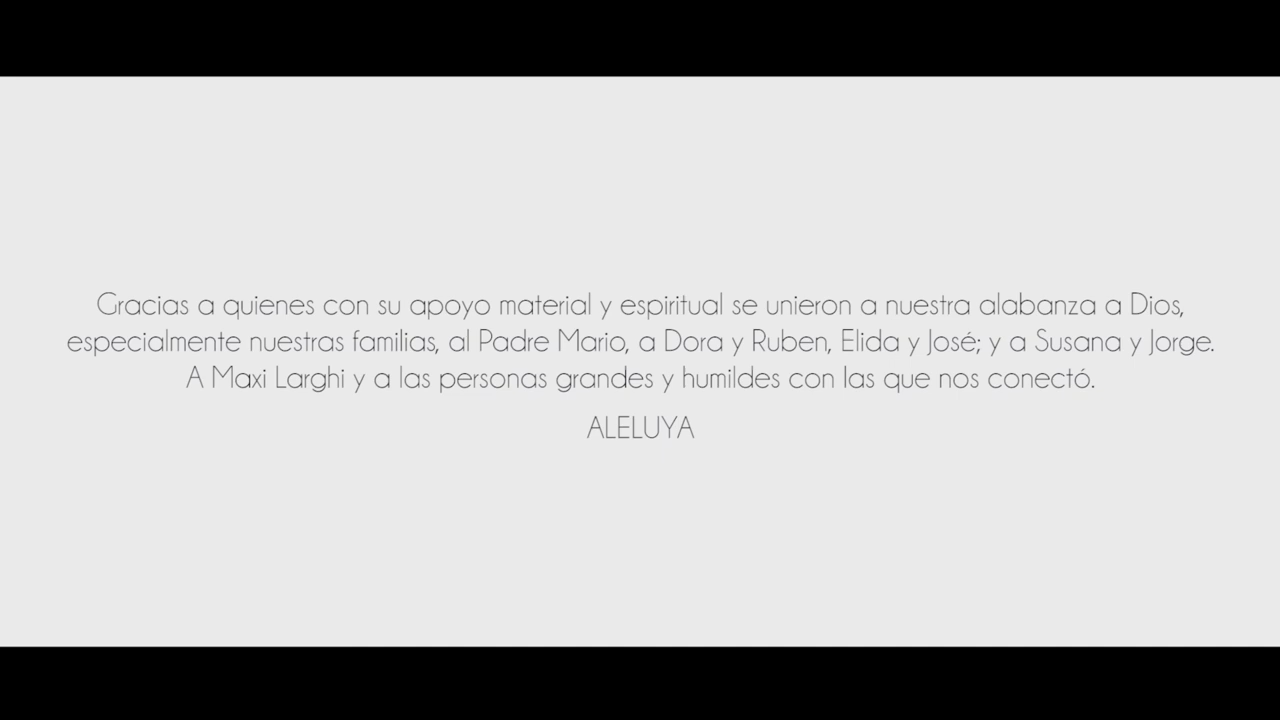 Gracias a quienes con su apoyo material y espiritual se unieron a nuestra alabanza a Dios,
especialmente nuestras familias, al Padre Mario, a Dora y Ruben, Elida y José; y a Susana y Jorge.
A Maxi Larghi y a las personas grandes y humildes con las que nos conectó.
ALELUYA